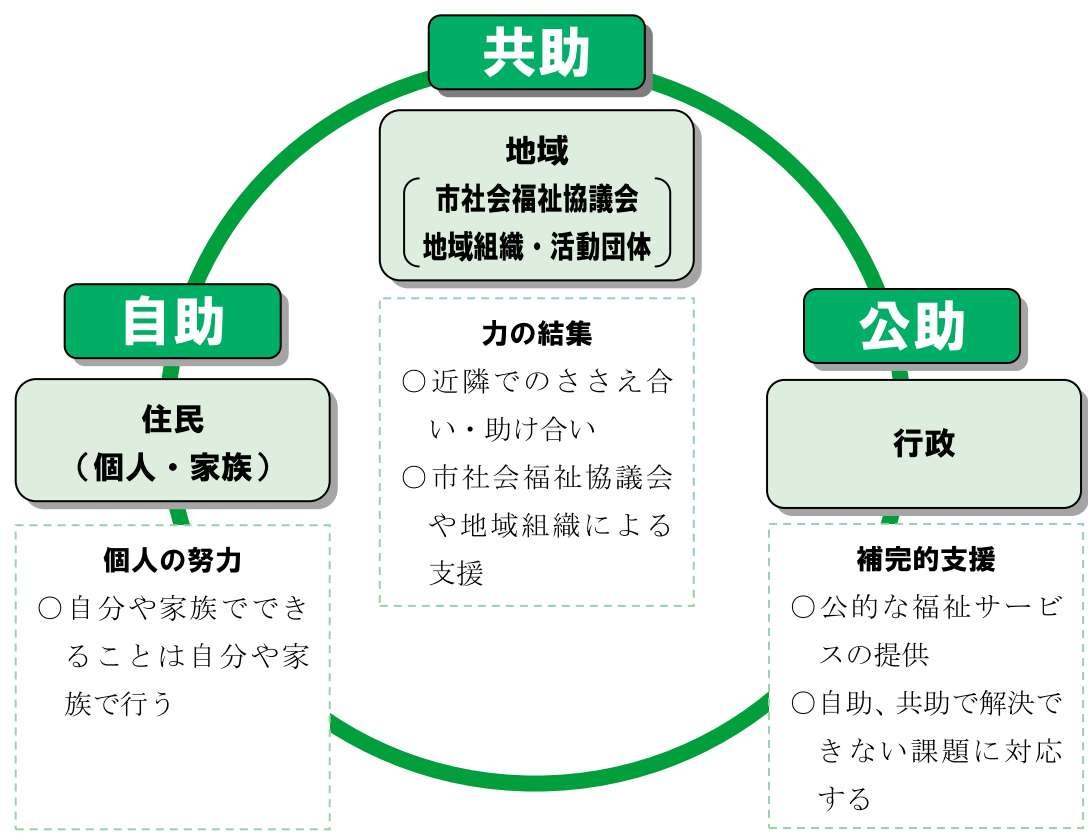 共助
地域
市社会福祉協議会
地域組織・活動団体
力の結集
○近隣でのささえ合
い・助け合い
○市社会福祉協議会
や地域組織による
支援
自助
住民
（個人・家族）
個人の努力
○自分や家族ででき
ることは自分や家
族で行う
公助
行政
補完的支援
○公的な福祉サービ
スの提供
○自助、共助で解決で
きない課題に対応
する